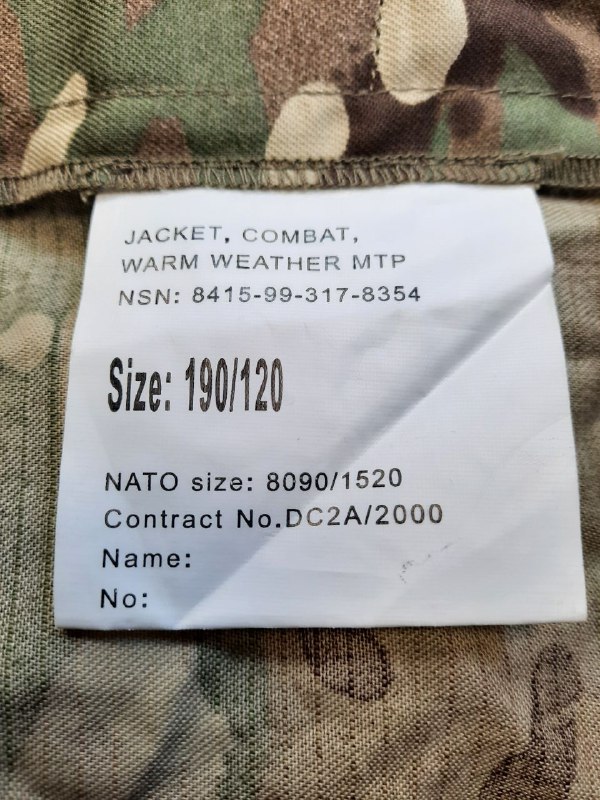 JACKET, COMBAT,
WARM WEATHER MTP
NSN: 8415-99-317-8354
Size: 190/120
NATO size: 8090/1520
Contract No.DC2A/2000
Name:
No: